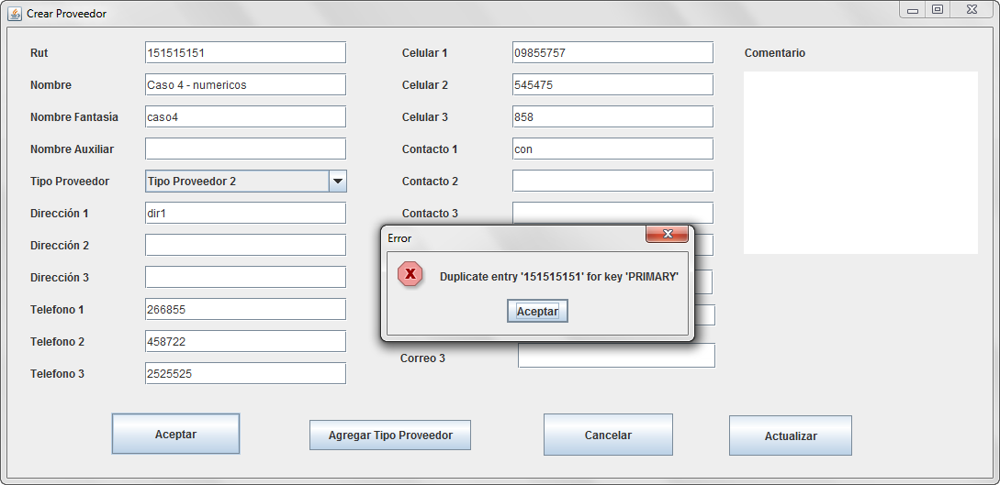 Crear Proveedor
Rut 151515151
Nombre Caso 4 - numericos
Nombre Fantasía caso4
Nombre Auxiliar
Tipo Proveedor Tipo Proveedor 2
Dirección 1 dir1
Dirección 2
Dirección 3
Telefono 1 266855
Telefono 2 458722
Telefono 3 2525525
Celular 1 09855757
Celular 2 545475
Celular 3 858
Contacto 1 con
Contacto 2
Contacto 3
Correo 3
Comentario
Error
X
Duplicate entry '151515151' for key 'PRIMARY'
Aceptar
Aceptar
Agregar Tipo Proveedor
Cancelar
Actualizar